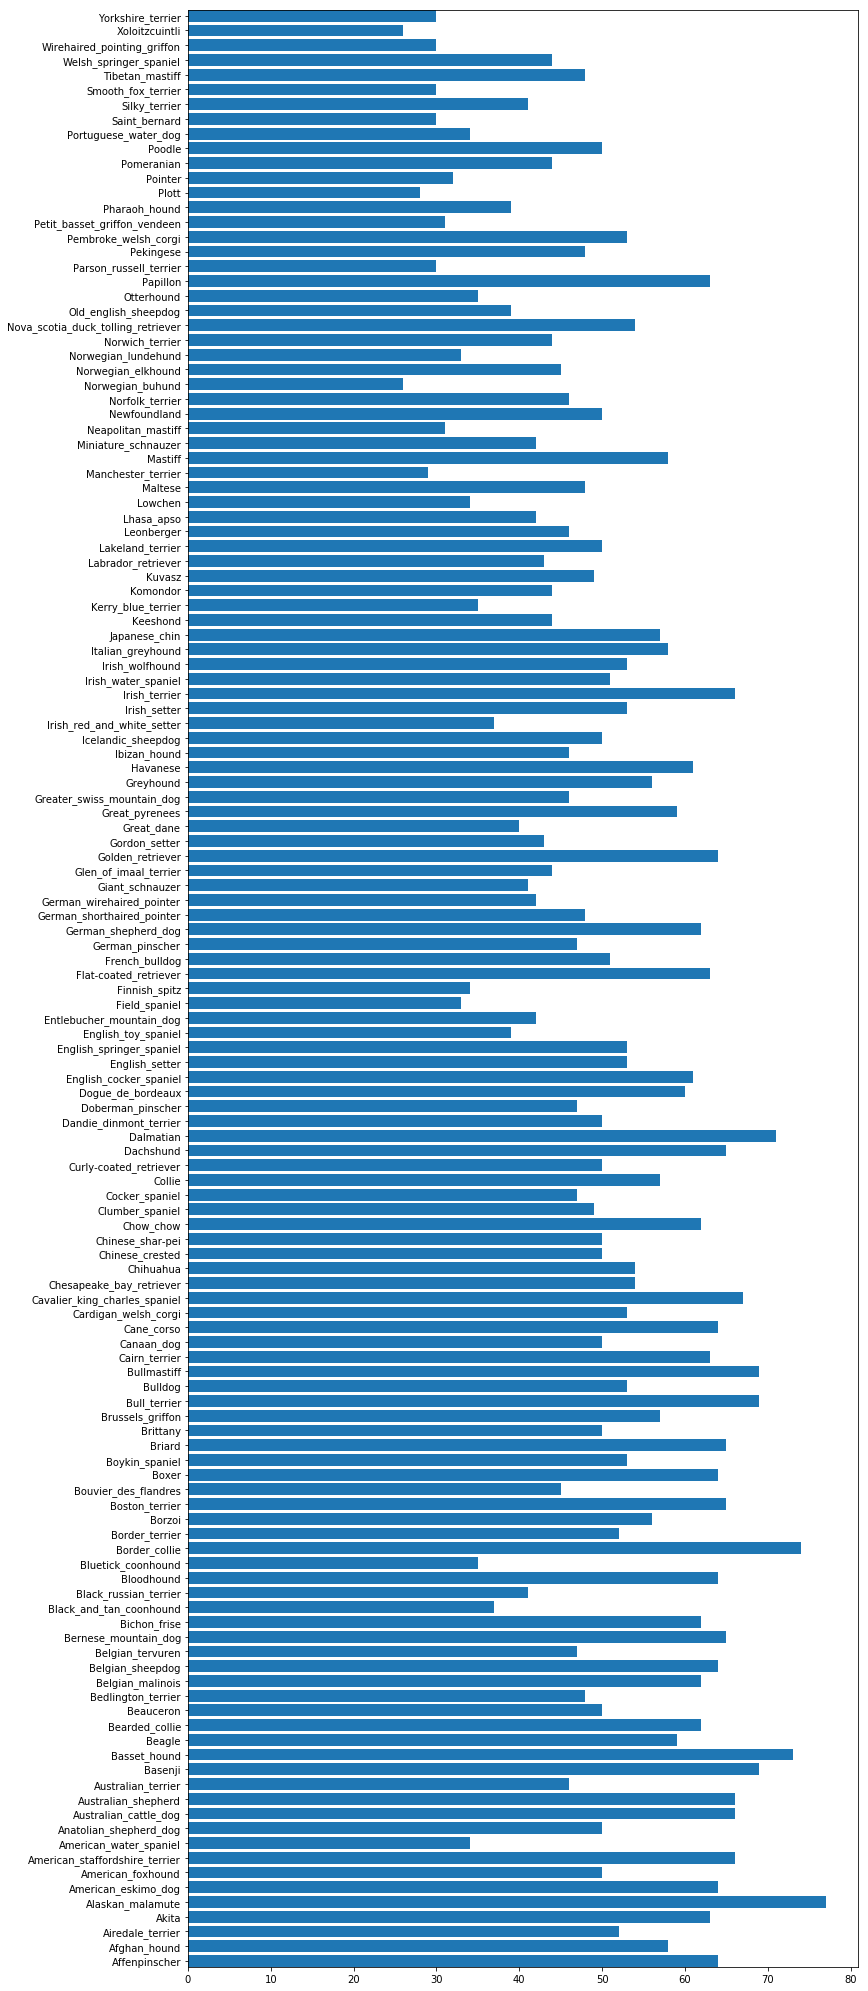 Yorkshire_terrier
Xoloitzcuintli
Wirehaired_pointing_griffon
Welsh_springer_spaniel
Tibetan_mastiff
Smooth_fox_terrier
Silky_terrier
Saint_bernard
Portuguese_water_dog
Poodle
Pomeranian
Pointer
Plott
Pharaoh_hound
Petit_basset_griffon_vendeen
Pembroke_welsh_corgi
Pekingese
Parson_russell_terrier
Papillon
Otterhound
Old_english_sheepdog
Nova_scotia_duck_tolling_retriever
Norwich_terrier
Norwegian_lundehund
Norwegian_elkhound
Norwegian_buhund
Norfolk_terrier
Newfoundland
Neapolitan_mastiff
Miniature_schnauzer
Mastiff
Manchester_terrier
Maltese
Lowchen
Lhasa_apso
Leonberger
Lakeland_terrier
Labrador_retriever
Kuvasz
Komondor
Kerry_blue_terrier
Keeshond
Japanese_chin
Italian_greyhound
Irish_wolfhound
Irish_water_spaniel
Irish_terrier
Irish_setter
Irish_red_and_white_setter
Icelandic_sheepdog
Ibizan_hound
Havanese
Greyhound
Greater_swiss_mountain_dog
Great_pyrenees
Great_dane
Gordon_setter
Golden_retriever
Glen_of_imaal_terrier
Giant_schnauzer
German_wirehaired_pointer
German_shorthaired_pointer
German_shepherd_dog
German_pinscher
French_bulldog
Flat-coated_retriever
Finnish_spitz
Field_spaniel
Entlebucher_mountain_dog
English_toy_spaniel
English_springer_spaniel
English_setter
English_cocker_spaniel
Dogue_de_bordeaux
Doberman_pinscher
Dandie_dinmont_terrier
Dalmatian
Dachshund
Curly-coated_retriever
Collie
Cocker_spaniel
Clumber_spaniel
Chow_chow
Chinese_shar-pei
Chinese_crested
Chihuahua
Chesapeake_bay_retriever
Cavalier_king_charles_spaniel
Cardigan_welsh_corgi
Cane_corso
Canaan_dog
Cairn_terrier
Bullmastiff
Bulldog
Bull_terrier
Brussels_griffon
Brittany
Briard
Boykin_spaniel
Boxer
Bouvier_des_flandres
Boston_terrier
Borzoi
Border_terrier
Border_collie
Bluetick_coonhound
Bloodhound
Black_russian_terrier
Black_and_tan_coonhound
Bichon_frise
Bernese_mountain_dog
Belgian_tervuren
Belgian_sheepdog
Belgian_malinois
Bedlington_terrier
Beauceron
Bearded_collie
Beagle
Basset_hound
Basenji
Australian_terrier
Australian_shepherd
Australian_cattle_dog
Anatolian_shepherd_dog
American_water_spaniel
American_staffordshire_terrier
American_foxhound
American_eskimo_dog
Alaskan_malamute
Akita
Airedale_terrier
Afghan_hound
Affenpinscher
0 10 20 30 40 50 60 70 80